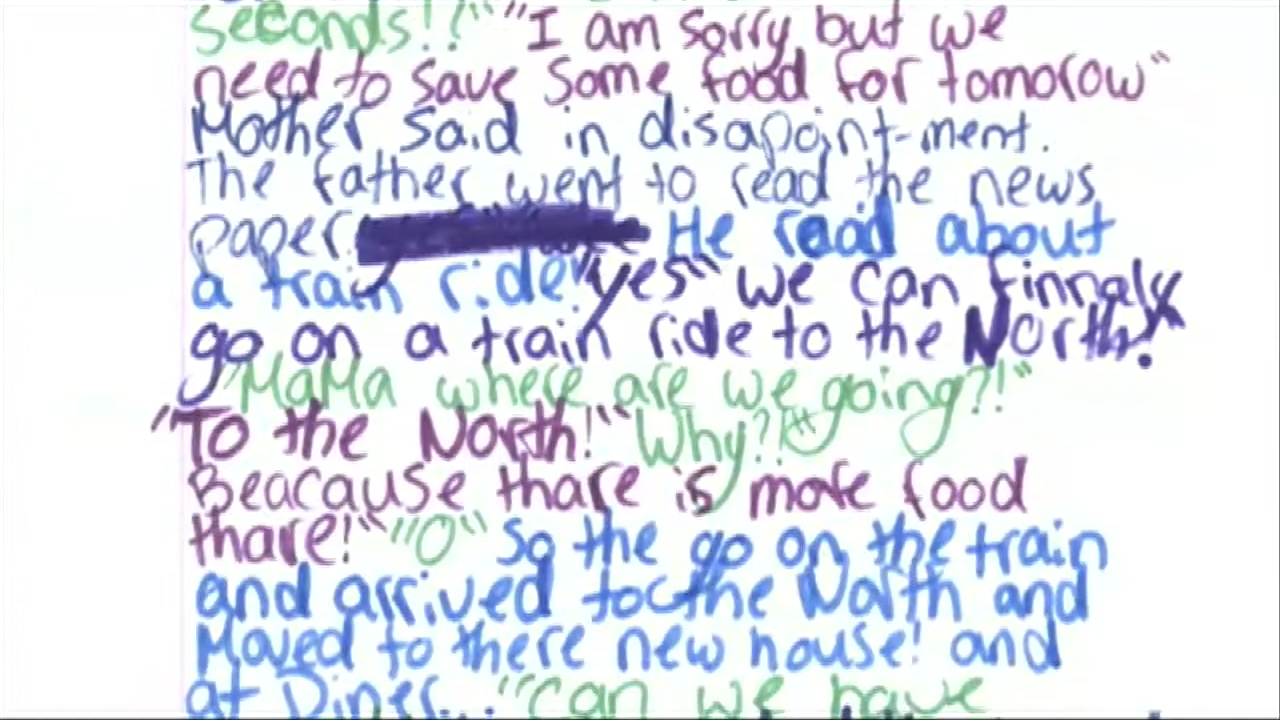 seconds!?" "I am sorry but we
need to save some food for tomorow"
Mother said in disapoint-ment.
The father went to read the news
paper. He read about
a train ride! "yes" we can finnaly
go on a train ride to the North!
"MaMa where are we going?!"
"To the North!" "Why?!"
Beacause thare is more food
thare!" "O" So the go on the train
and arrived to the North and
Moved to there new house! and
at Diner... "can we have